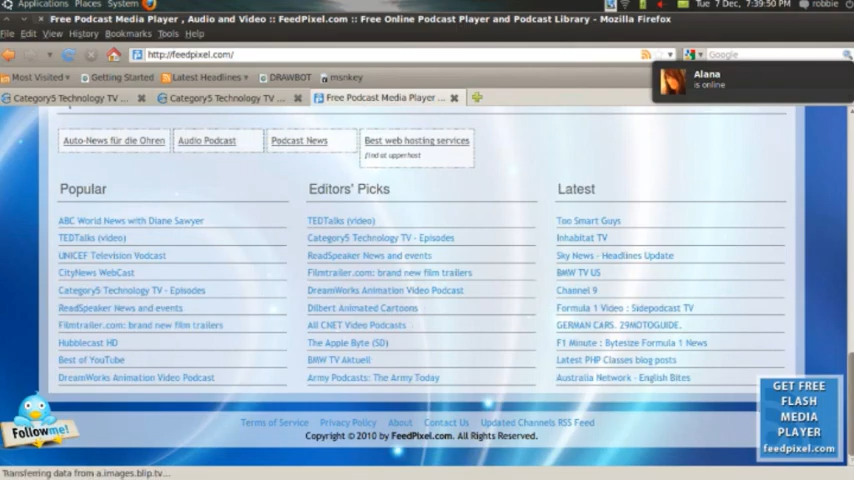 Applications Places System Tue 7 Dec, 7:39:50 PM robbie
Free Podcast Media Player , Audio and Video :: FeedPixel.com :: Free Online Podcast Player and Podcast Library - Mozilla Firefox
File Edit View History Bookmarks Tools Help
http://feedpixel.com/ Google
Most Visited Getting Started Latest Headlines DRAWBOT msnkey
Alana
is online
Category5 Technology TV ... Category5 Technology TV ... Free Podcast Media Player ...
Auto-News für die Ohren Audio Podcast Podcast News Best web hosting services
find at upperhost
Popular
ABC World News with Diane Sawyer
TEDTalks (video)
UNICEF Television Vodcast
CityNews WebCast
Category5 Technology TV - Episodes
ReadSpeaker News and events
Filmtrailer.com: brand new film trailers
Hubblecast HD
Best of YouTube
DreamWorks Animation Video Podcast
Editors' Picks
TEDTalks (video)
Category5 Technology TV - Episodes
ReadSpeaker News and events
Filmtrailer.com: brand new film trailers
DreamWorks Animation Video Podcast
Dilbert Animated Cartoons
All CNET Video Podcasts
The Apple Byte (SD)
BMW TV Aktuell
Army Podcasts: The Army Today
Latest
Too Smart Guys
Inhabitat TV
Sky News - Headlines Update
BMW TV US
Channel 9
Formula 1 Video : Sidepodcast TV
GERMAN CARS. 29MOTOGUIDE.
F1 Minute : Bytesize Formula 1 News
Latest PHP Classes blog posts
Australia Network - English Bites
Follow me!
GET FREE
FLASH
MEDIA
PLAYER
feedpixel.com
Terms of Service Privacy Policy About Contact Us Updated Channels RSS Feed
Copyright © 2010 by FeedPixel.com. All Rights Reserved.
Transferring data from a.images.blip.tv...